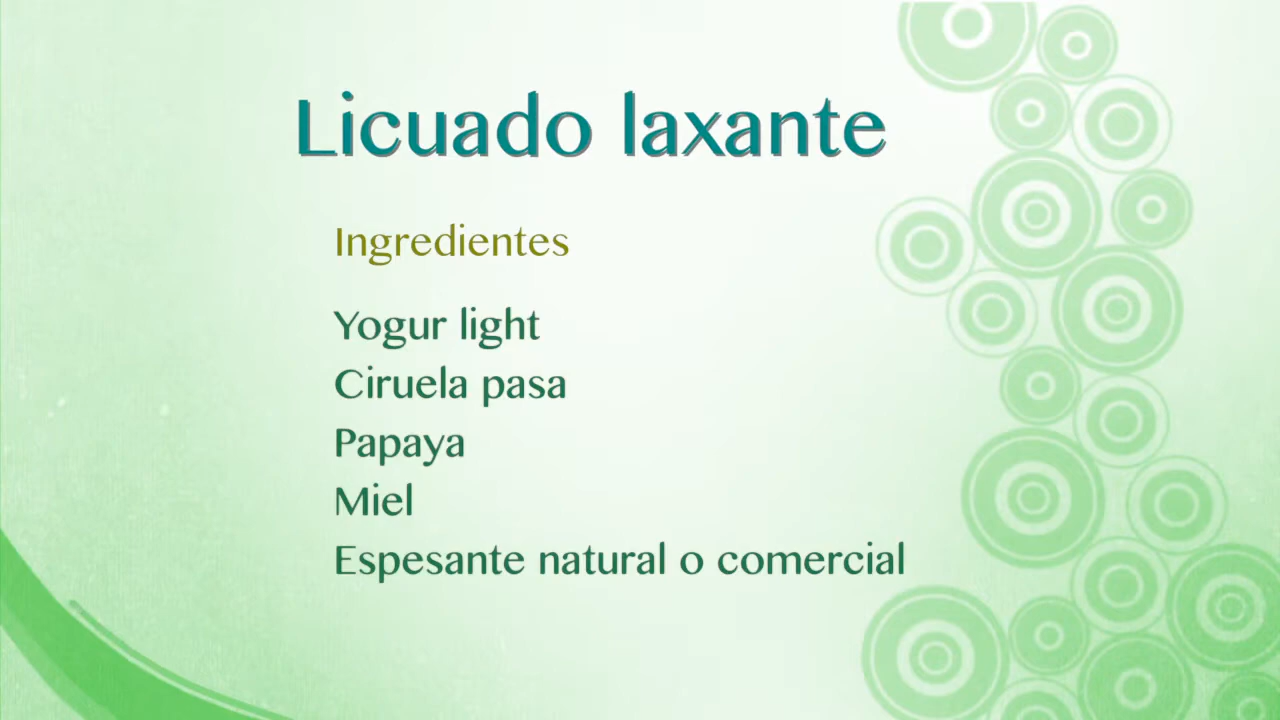 Licuado laxante
Ingredientes
Yogur light
Ciruela pasa
Papaya
Miel
Espesante natural o comercial